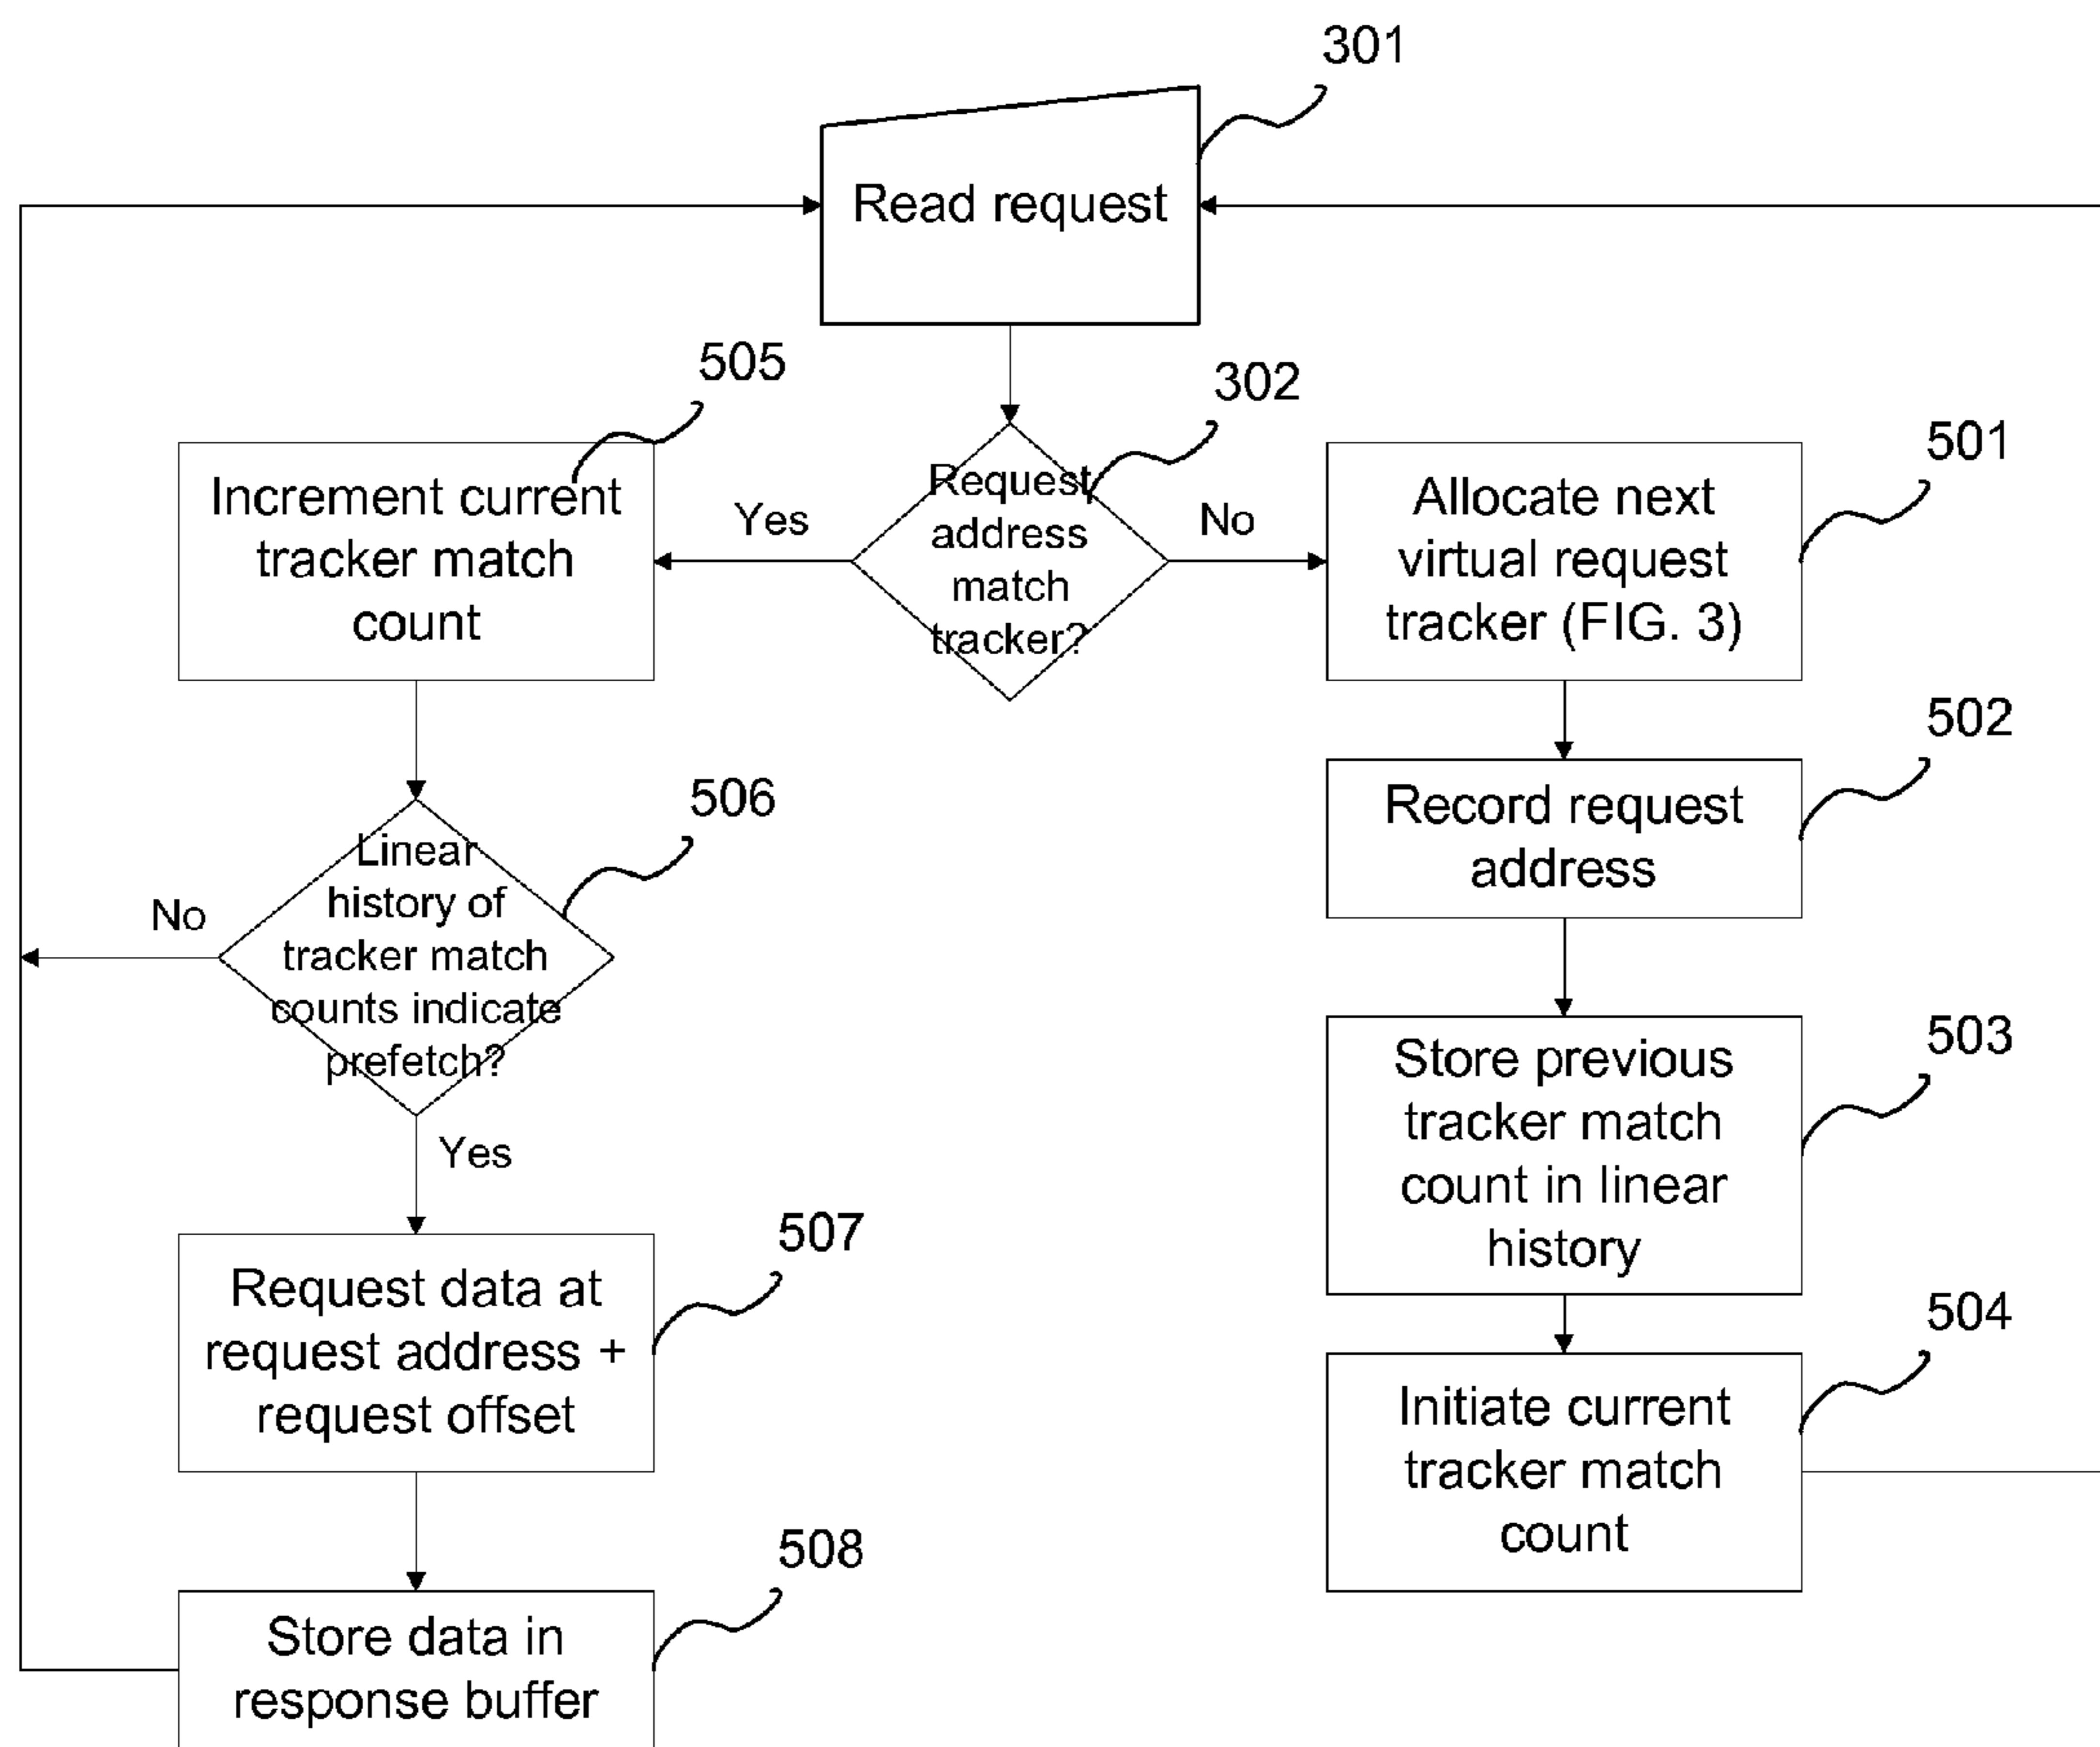 301
Read request
505
302
501
Increment current
tracker match
count
Yes
Request
address
match
tracker?
No
Allocate next
virtual request
tracker (FIG. 3)
502
Record request
address
506
Linear
history of
tracker match
counts indicate
prefetch?
No
Yes
503
Store previous
tracker match
count in linear
history
507
Request data at
request address +
request offset
504
Initiate current
tracker match
count
508
Store data in
response buffer